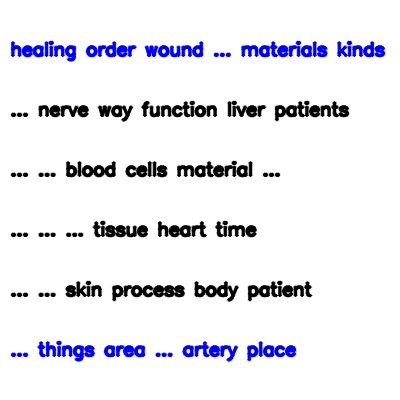 healing order wound ... materials kinds
... nerve way function liver patients
... ... blood cells material ...
... ... ... tissue heart time
... ... skin process body patient
... things area ... artery place